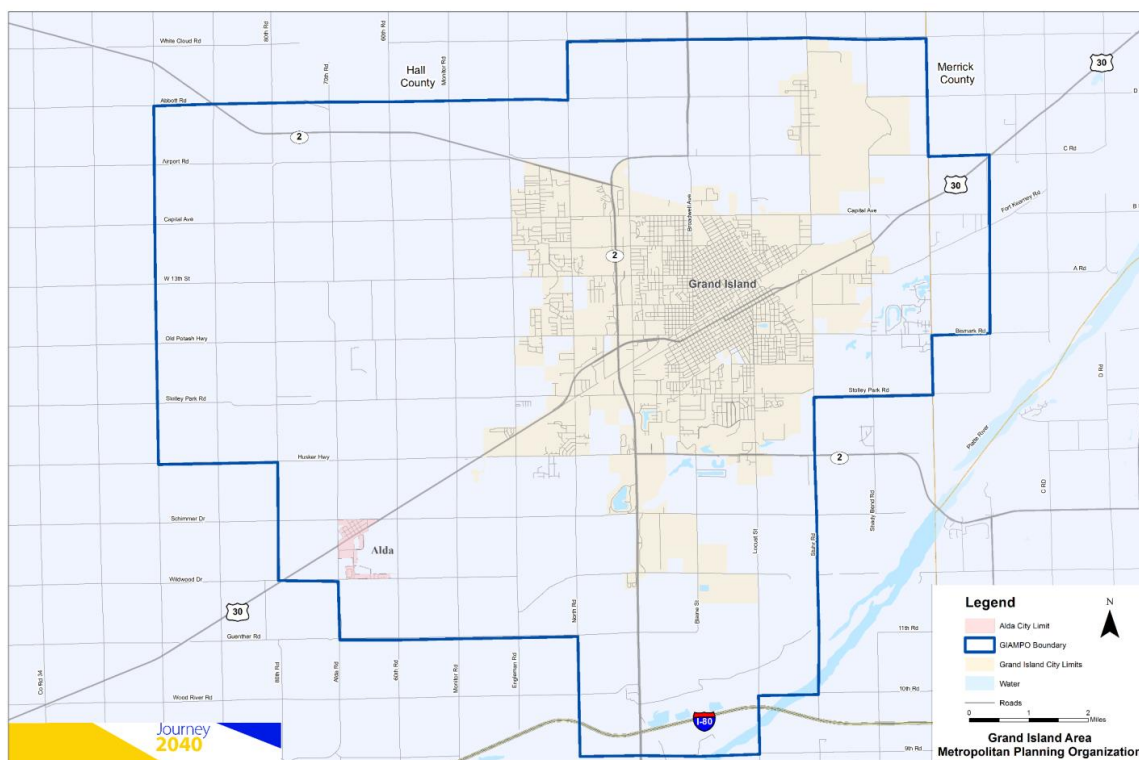 White Cloud Rd
80th Rd
60th Rd
75th Rd
Monitor Rd
Hall
County
Merrick
County
30
Abbott Rd
2
Airport Rd
C Rd
30
Fort Kearney Rd
Capital Ave
Broadwell Ave
Capital Ave
B
D
2
W 13th St
Grand Island
A Rd
Old Potash Hwy
Bismark Rd
Skilley Park Rd
Stolley Park Rd
D Rd
Platte River
Husker Hwy
2
C RD
Shady Bend Rd
Schimmer Dr
Alda
Locust St
Stuhr Rd
Wildwood Dr
30
North Rd
Blaine St
Guenther Rd
11th Rd
Co Rd 34
80th Rd
Alda Rd
60th Rd
Monitor Rd
Engleman Rd
Wood River Rd
10th Rd
I-80
9th Rd
Journey
2040
Legend
N
Alda City Limit
GIAMPO Boundary
Grand Island City Limits
Water
Roads
0 1 2
Miles
Grand Island Area
Metropolitan Planning Organization